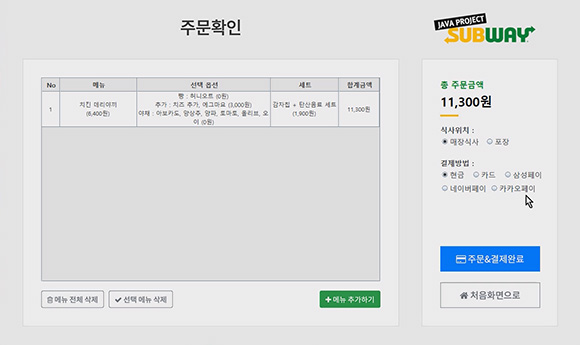 주문확인
JAVA PROJECT
SUBWAY
No 메뉴 선택 옵션 세트 합계금액
1
치킨 데리야끼
(6,400원)
빵 : 허니오트 (0원)
추가 : 치즈 추가, 에그마요 (3,000원)
야채 : 아보카도, 양상추, 양파, 토마토, 올리브, 오
이 (0원)
감자칩 + 탄산음료 세트
(1,900원)
11,300원
메뉴 전체 삭제
선택 메뉴 삭제
메뉴 추가하기
총 주문금액
11,300원
식사위치 :
매장식사 포장
결제방법 :
현금 카드 삼성페이
네이버페이 카카오페이
주문&결제완료
처음화면으로